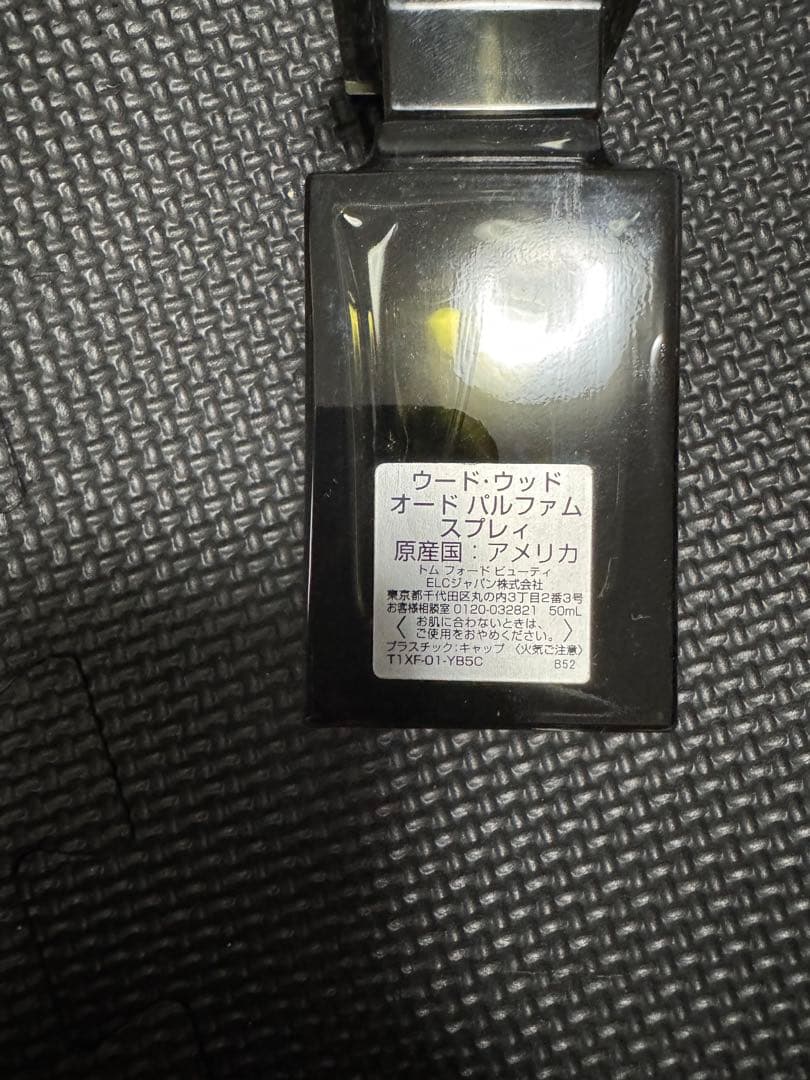 ウード・ウッド
オード パルファム
スプレィ
原産国：アメリカ
トム フォード ビューティ
ELCジャパン株式会社
東京都千代田区丸の内3丁目2番3号
お客様相談室 0120-032821 50mL
〈 お肌に合わないときは、
ご使用をおやめください。 〉
プラスチック:キャップ 〈火気ご注意〉
T1XF-01-YB5C B52